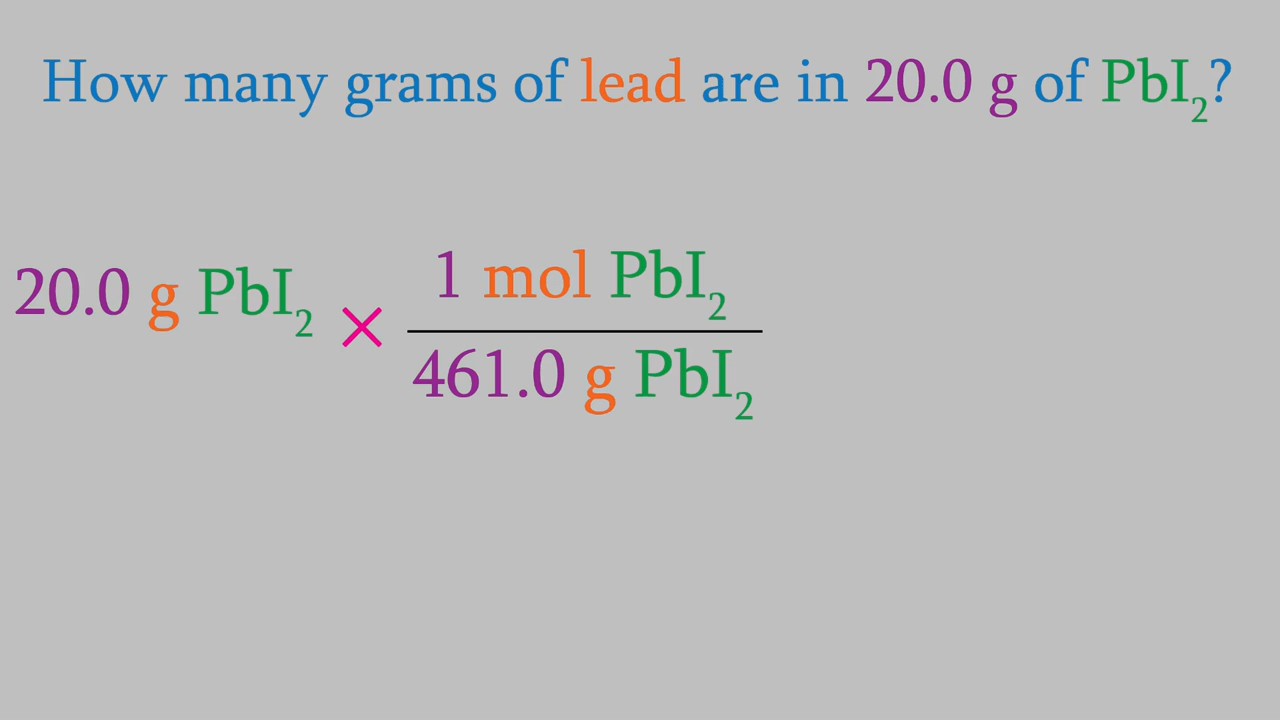 How many grams of lead are in 20.0 g of PbI₂?
20.0 g PbI₂ × 1 mol PbI₂
461.0 g PbI₂